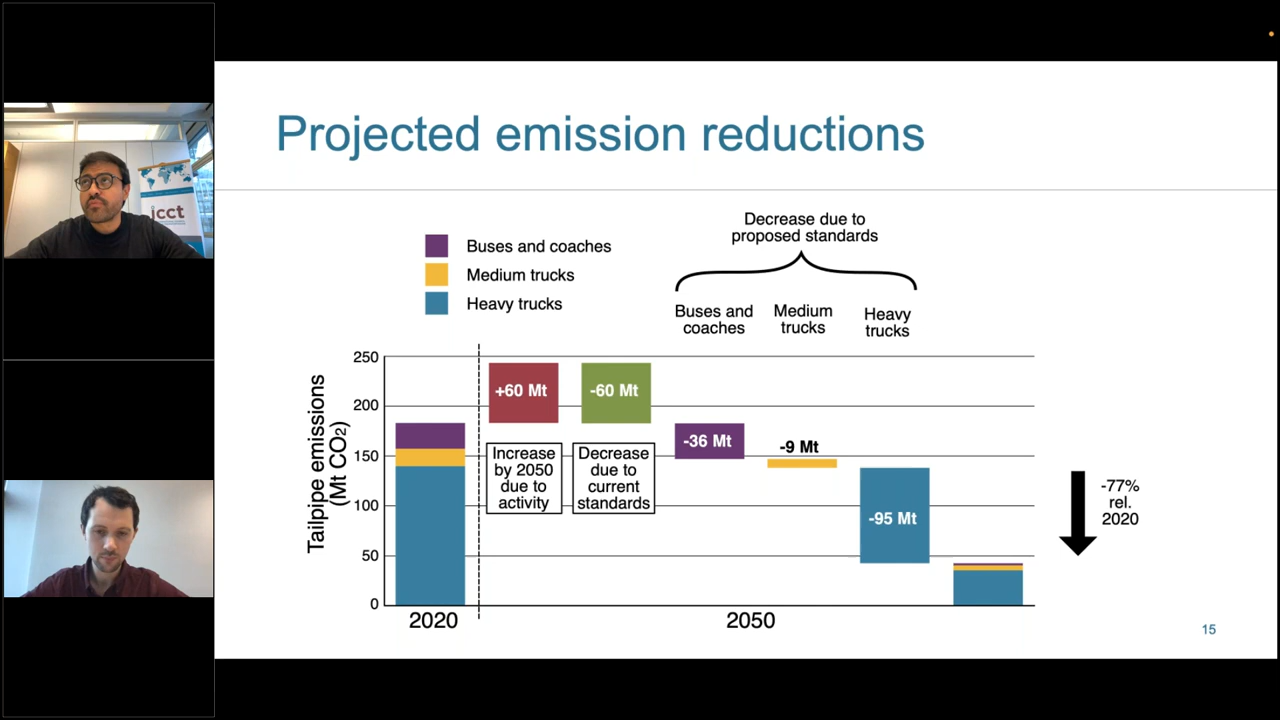 Projected emission reductions
Decrease due to
proposed standards
Buses and coaches
Medium trucks
Heavy trucks
Buses and
coaches
Medium
trucks
Heavy
trucks
Tailpipe emissions
(Mt CO2)
250
200
150
100
50
0
+60 Mt
-60 Mt
-36 Mt
-9 Mt
-95 Mt
Increase
by 2050
due to
activity
Decrease
due to
current
standards
-77%
rel.
2020
2020
2050
15
icct